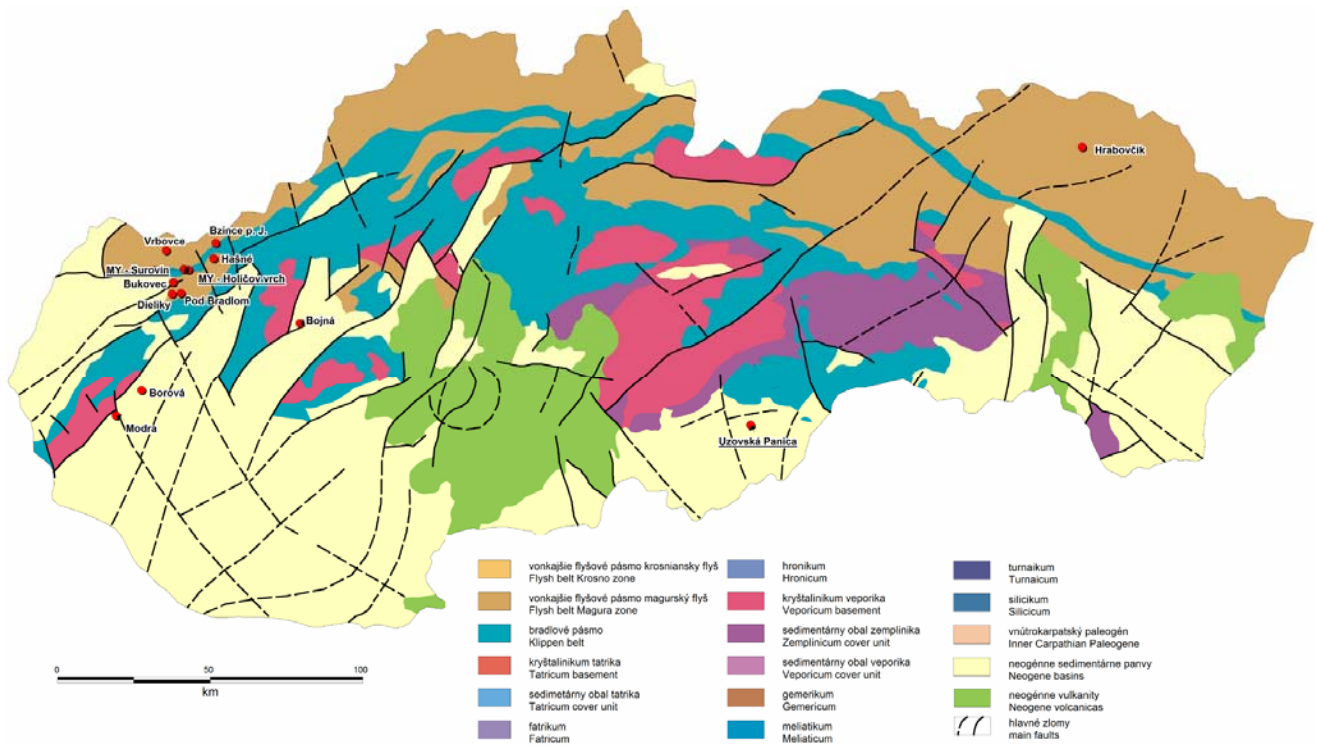 Hrabovčik
Bzince p. J.
Vrbovce
Hašné
MY - Surovin
MY - Holičov vrch
Bukovec
Dieliky
Pod Bradlom
Bojná
Borová
Modra
Uzovská Panica
0 50 100
km
vonkajšie flyšové pásmo krosniansky flyš
Flysh belt Krosno zone
vonkajšie flyšové pásmo magurský flyš
Flysh belt Magura zone
bradlové pásmo
Klippen belt
kryštalinikum tatrika
Tatricum basement
sedimetárny obal tatrika
Tatricum cover unit
fatrikum
Fatricum
hronikum
Hronicum
kryštalinikum veporika
Veporicum basement
sedimentárny obal zemplinika
Zemplinicum cover unit
sedimentárny obal veporika
Veporicum cover unit
gemerikum
Gemericum
meliatikum
Meliaticum
turnaikum
Turnaicum
silicikum
Silicicum
vnútrokarpatský paleogén
Inner Carpathian Paleogene
neogénne sedimentárne panvy
Neogene basins
neogénne vulkanity
Neogene volcanicas
hlavné zlomy
main faults